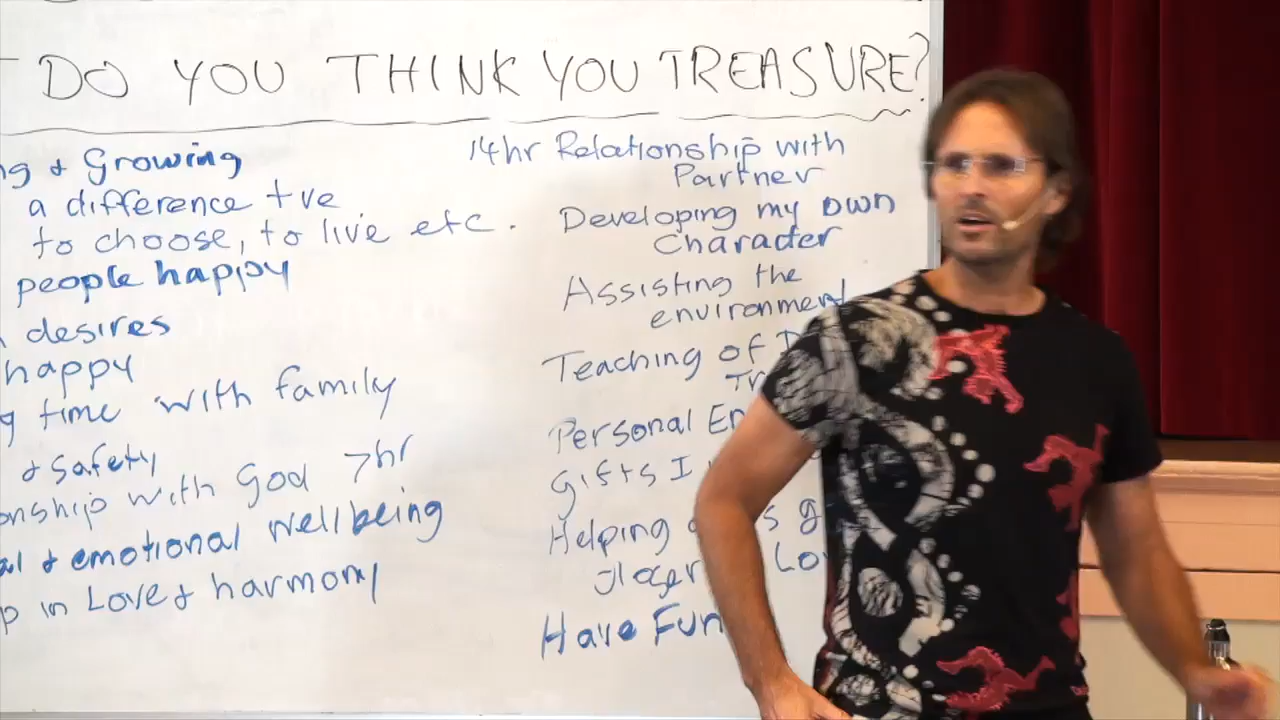 DO YOU THINK YOU TREASURE?
& Growing
a difference +ve
to choose, to live etc.
people happy
desires
happy
time with family
& safety
with God 7hr
& emotional wellbeing
in Love & harmony
14hr Relationship with
Partner
Developing my own
Character
Assisting the
environment
Teaching of
Personal
Gifts I
Helping
Have Fun